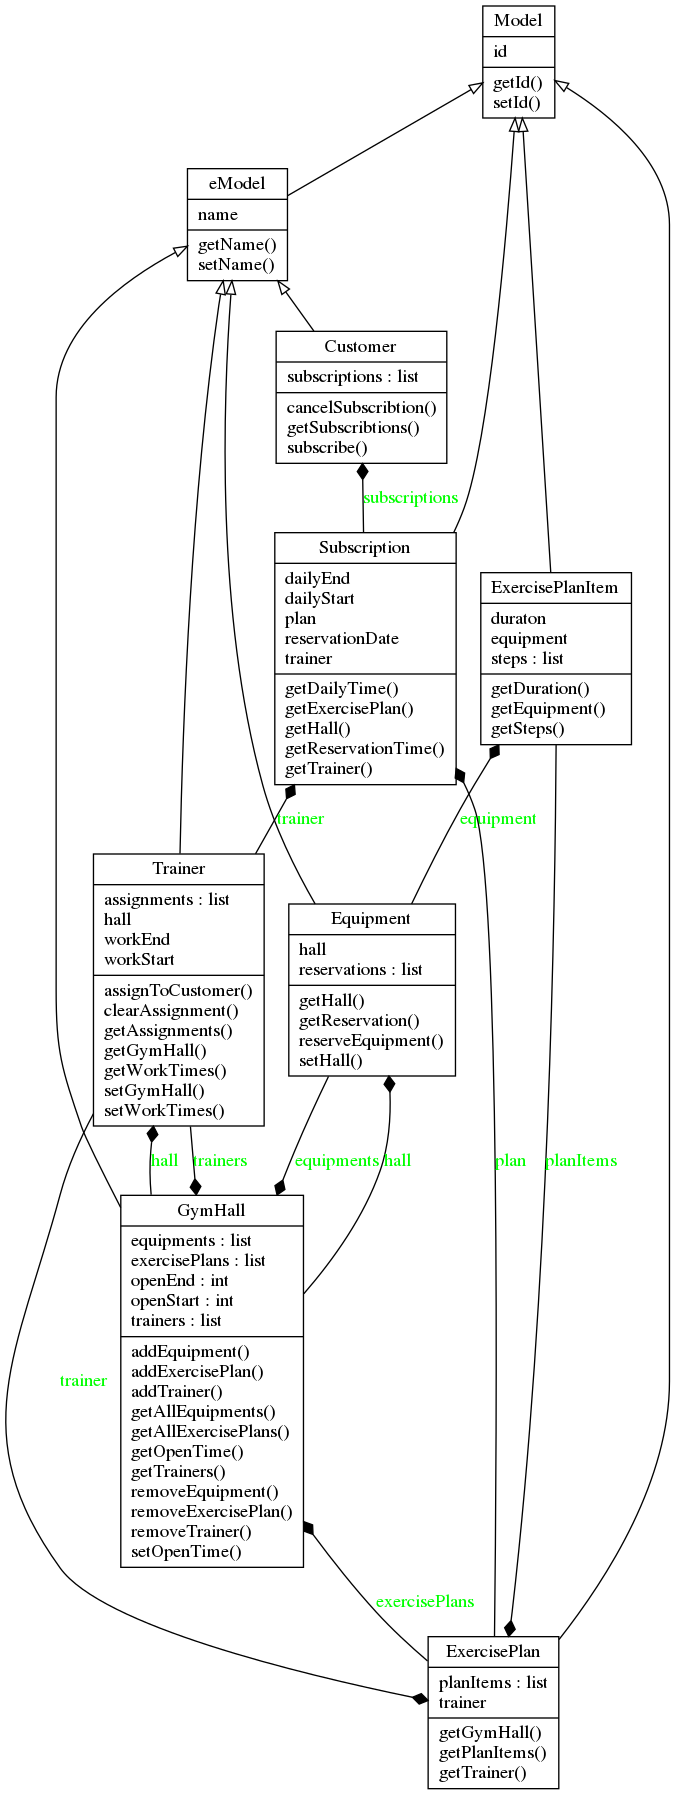 Model
id
getId()
setId()
eModel
name
getName()
setName()
Customer
subscriptions : list
cancelSubscribtion()
getSubscribtions()
subscribe()
subscriptions
Subscription
dailyEnd
dailyStart
plan
reservationDate
trainer
getDailyTime()
getExercisePlan()
getHall()
getReservationTime()
getTrainer()
ExercisePlanItem
duraton
equipment
steps : list
getDuration()
getEquipment()
getSteps()
trainer
equipment
Trainer
assignments : list
hall
workEnd
workStart
assignToCustomer()
clearAssignment()
getAssignments()
getGymHall()
getWorkTimes()
setGymHall()
setWorkTimes()
Equipment
hall
reservations : list
getHall()
getReservation()
reserveEquipment()
setHall()
hall
trainers
equipments
hall
plan
planItems
GymHall
equipments : list
exercisePlans : list
openEnd : int
openStart : int
trainers : list
addEquipment()
addExercisePlan()
addTrainer()
getAllEquipments()
getAllExercisePlans()
getOpenTime()
getTrainers()
removeEquipment()
removeExercisePlan()
removeTrainer()
setOpenTime()
trainer
exercisePlans
ExercisePlan
planItems : list
trainer
getGymHall()
getPlanItems()
getTrainer()